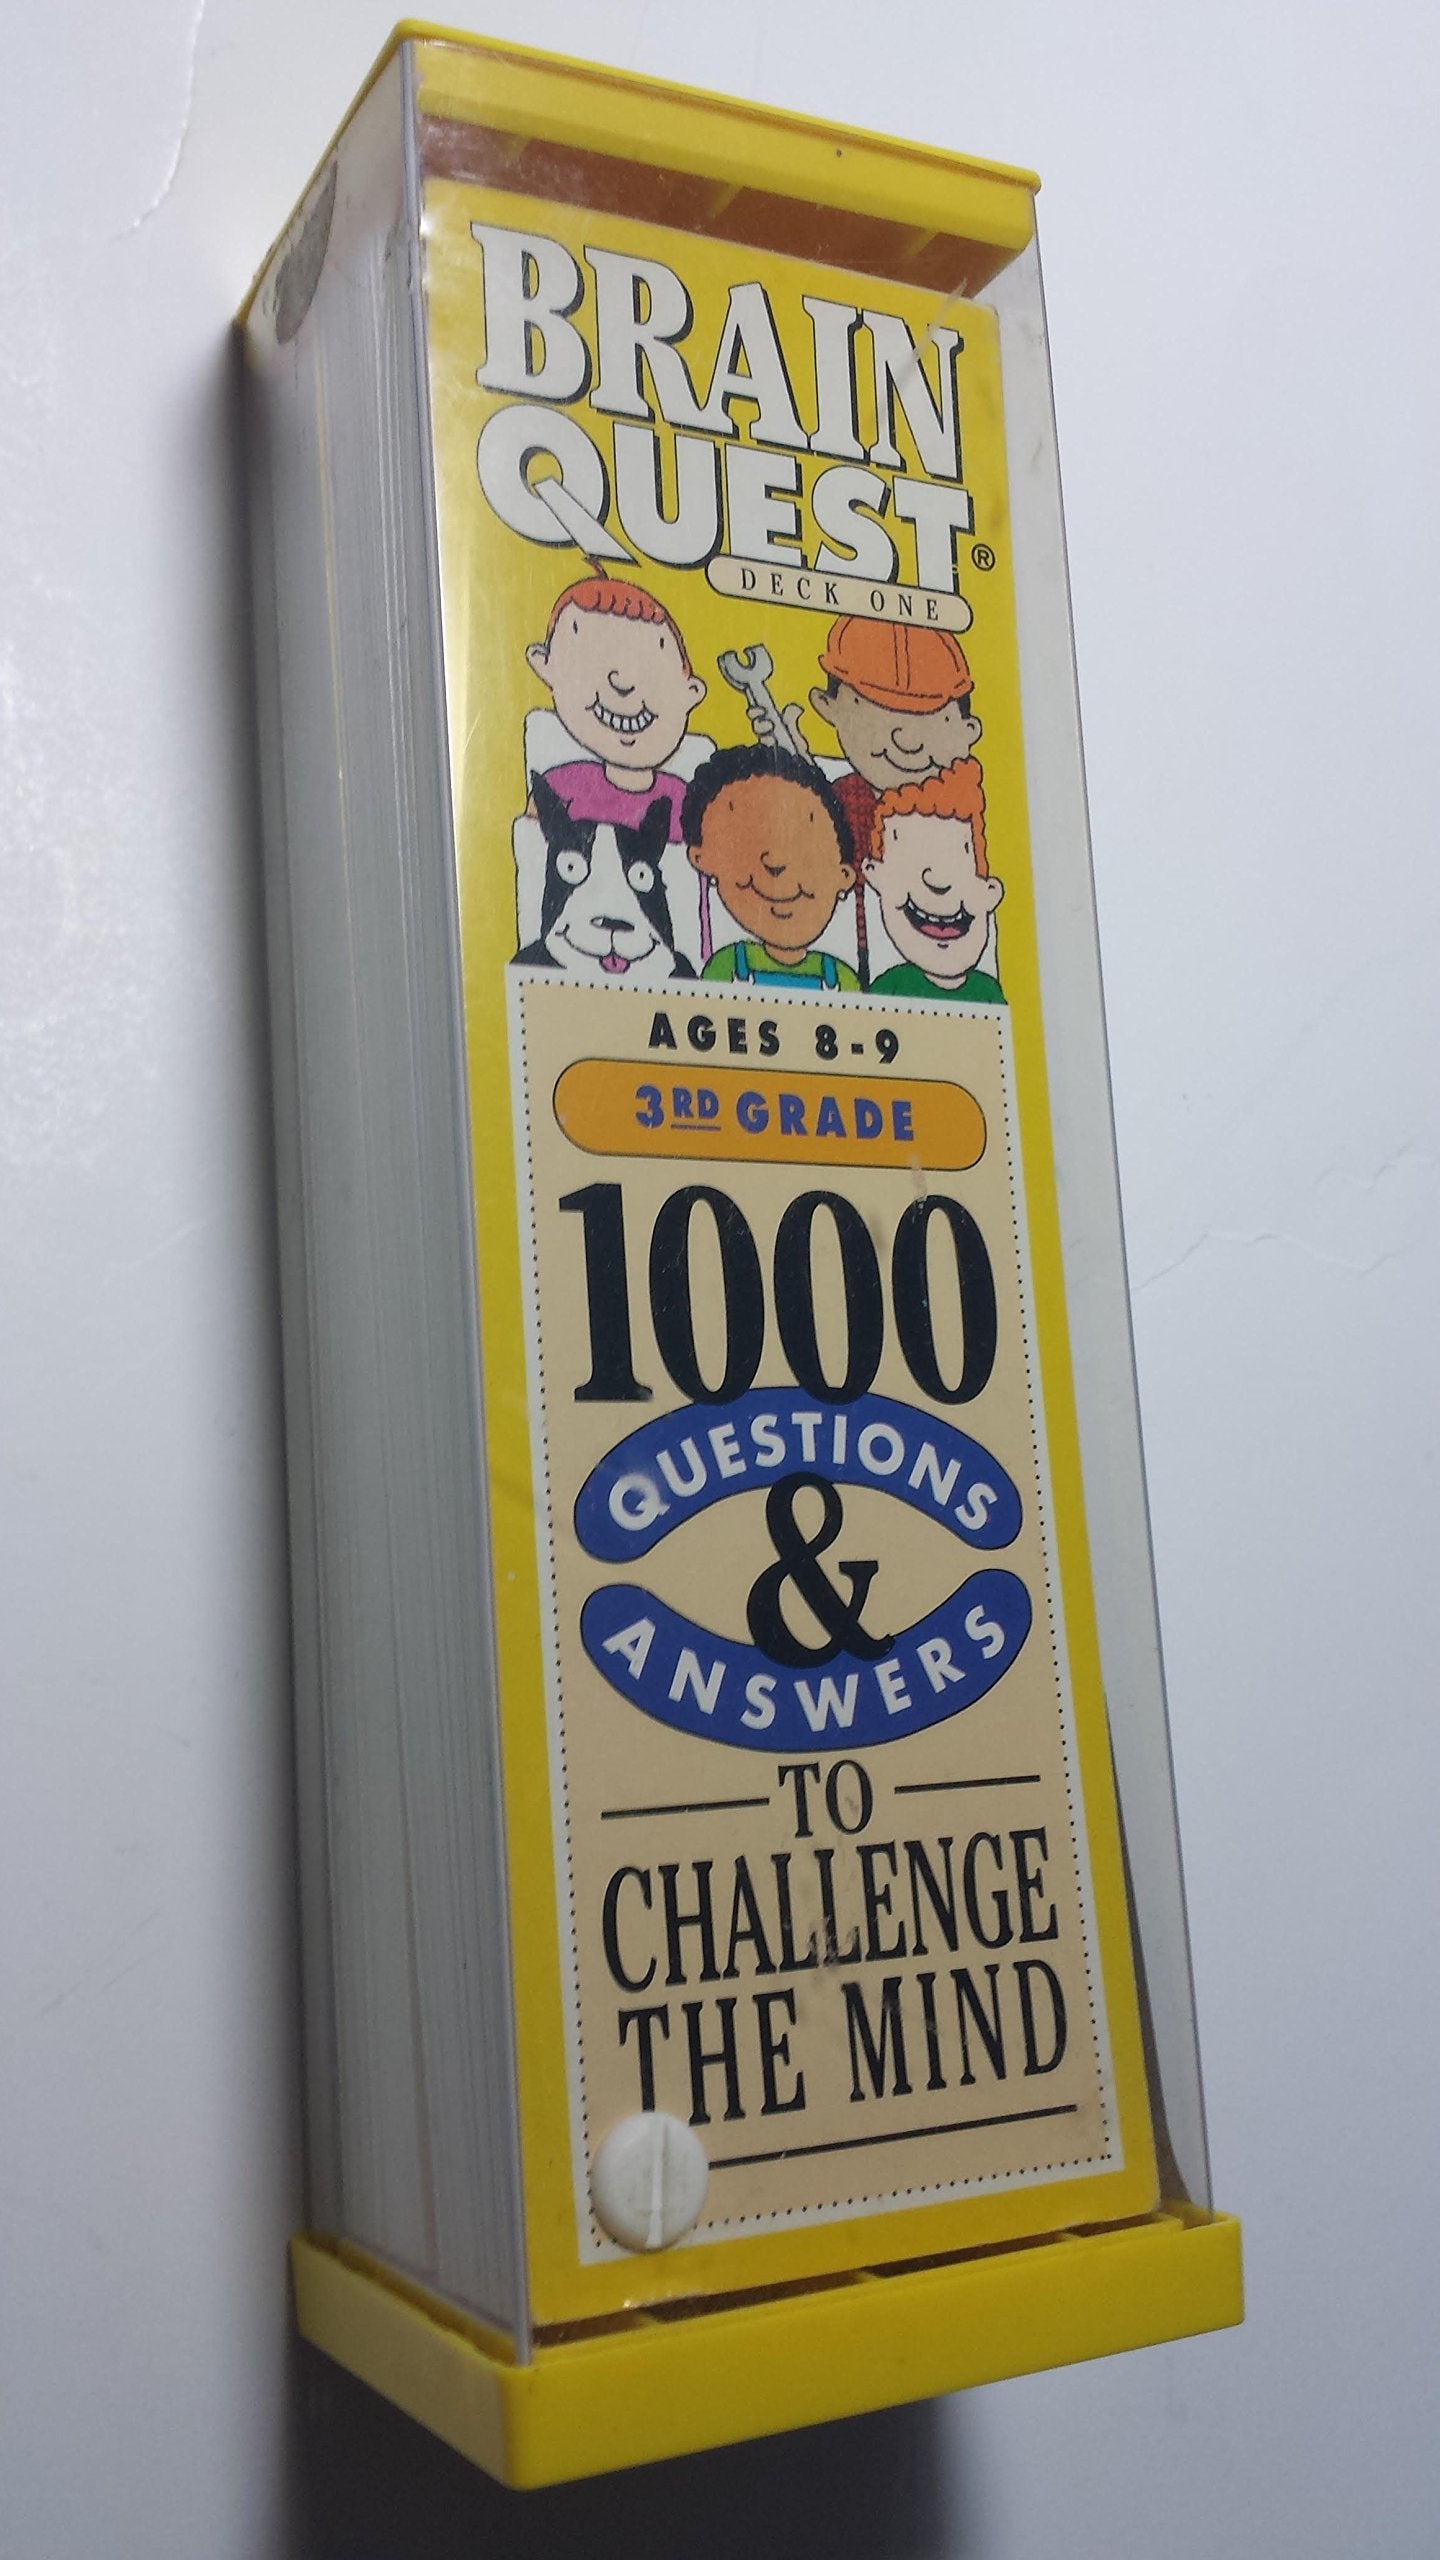 BRAIN
QUEST®
DECK ONE
AGES 8-9
3RD GRADE
1000
QUESTIONS
&
ANSWERS
TO
CHALLENGE
THE MIND